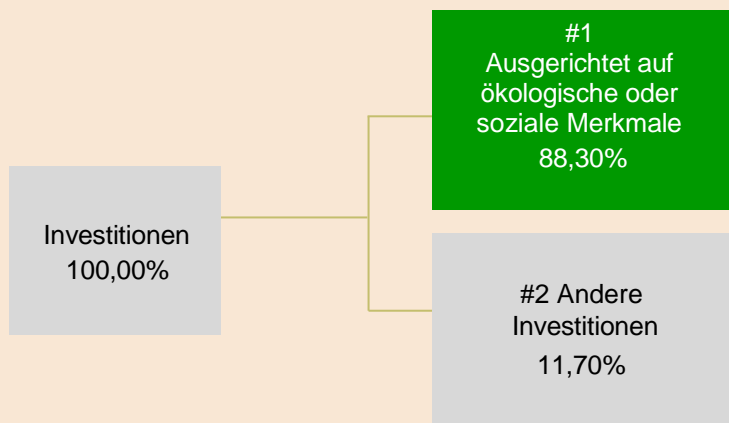 #1
Ausgerichtet auf
ökologische oder
soziale Merkmale
88,30%
Investitionen
100,00%
#2 Andere
Investitionen
11,70%